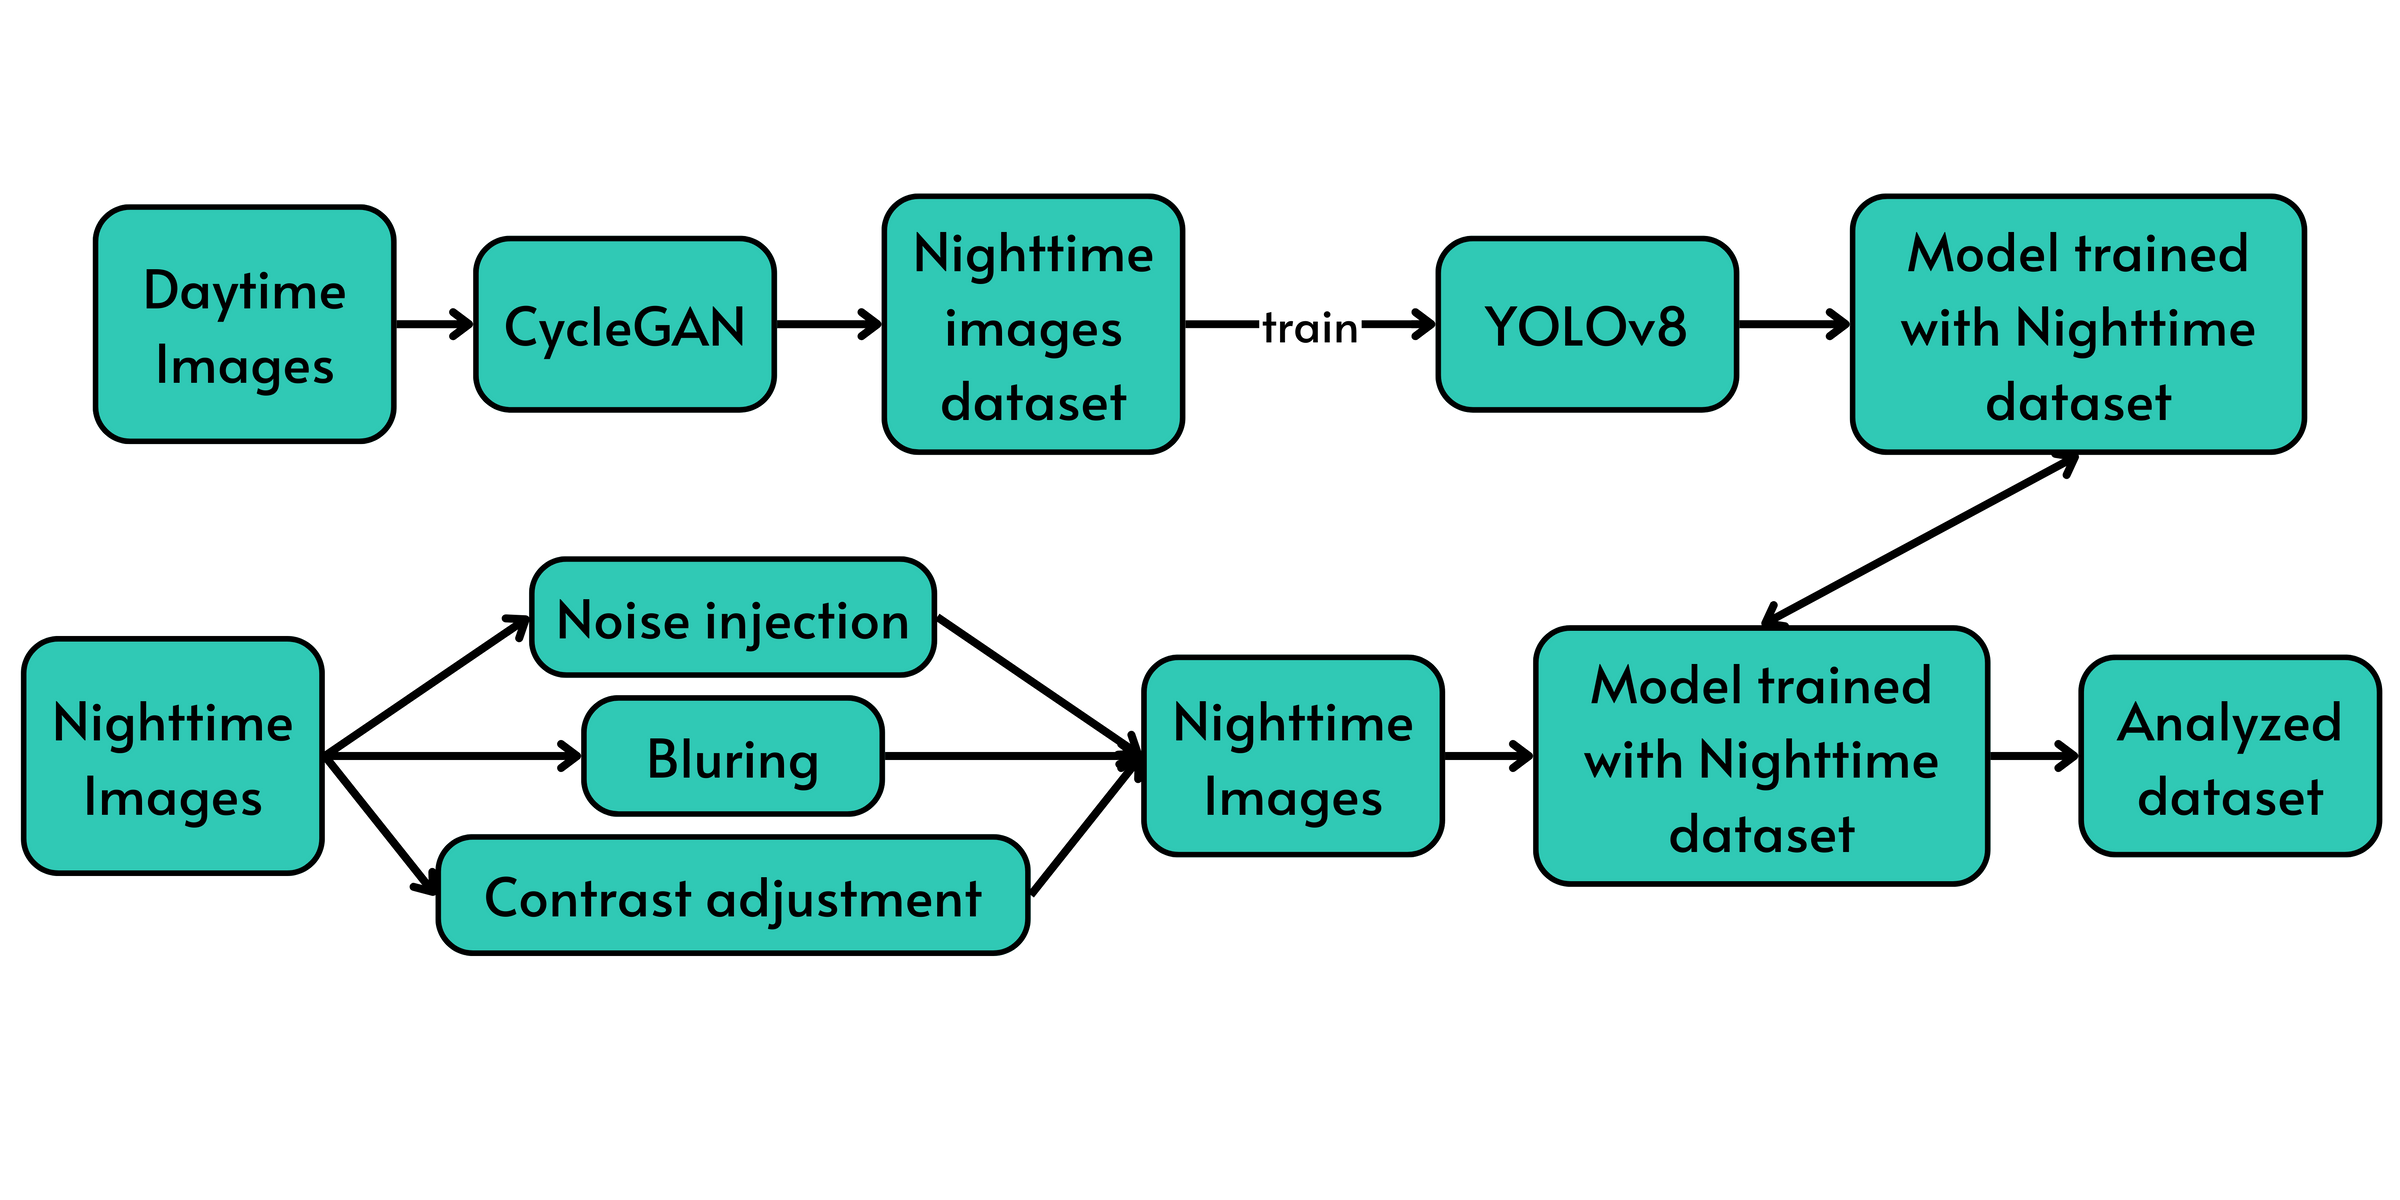 Daytime
Images
CycleGAN
Nighttime
images
dataset
train
YOLOv8
Model trained
with Nighttime
dataset
Nighttime
Images
Noise injection
Bluring
Contrast adjustment
Nighttime
Images
Model trained
with Nighttime
dataset
Analyzed
dataset